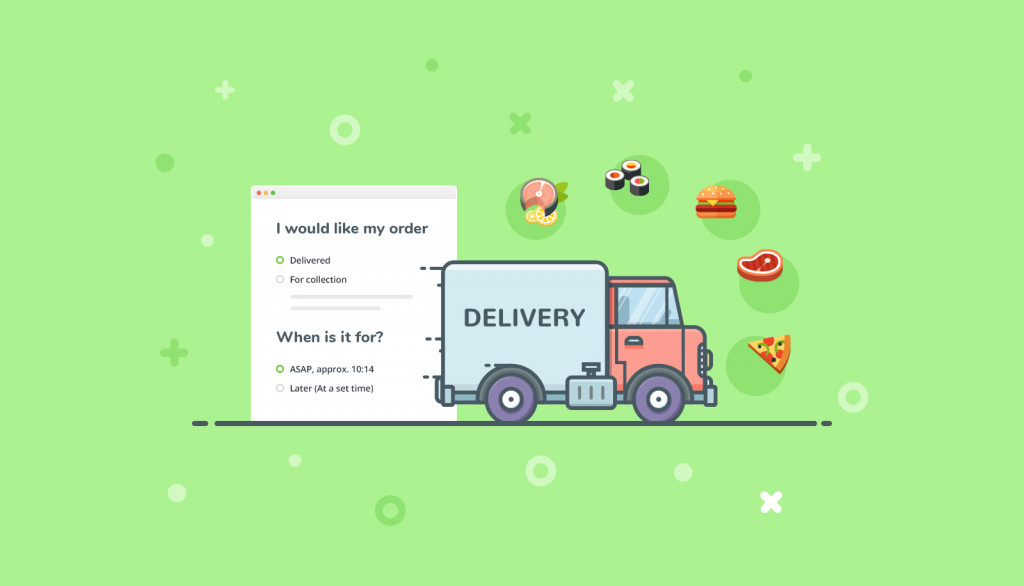 I would like my order
Delivered
For collection
When is it for?
ASAP, approx. 10:14
Later (At a set time)
DELIVERY